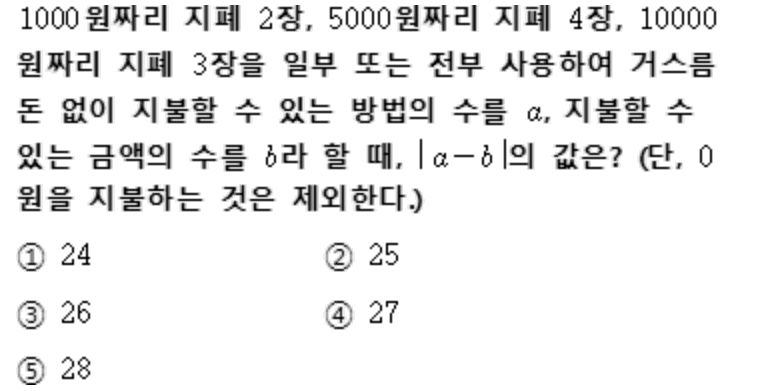 1000원짜리 지폐 2장, 5000원짜리 지폐 4장, 10000
원짜리 지폐 3장을 일부 또는 전부 사용하여 거스름
돈 없이 지불할 수 있는 방법의 수를 a, 지불할 수
있는 금액의 수를 b라 할 때, |a-b|의 값은? (단, 0
원을 지불하는 것은 제외한다.)
① 24 ② 25
③ 26 ④ 27
⑤ 28